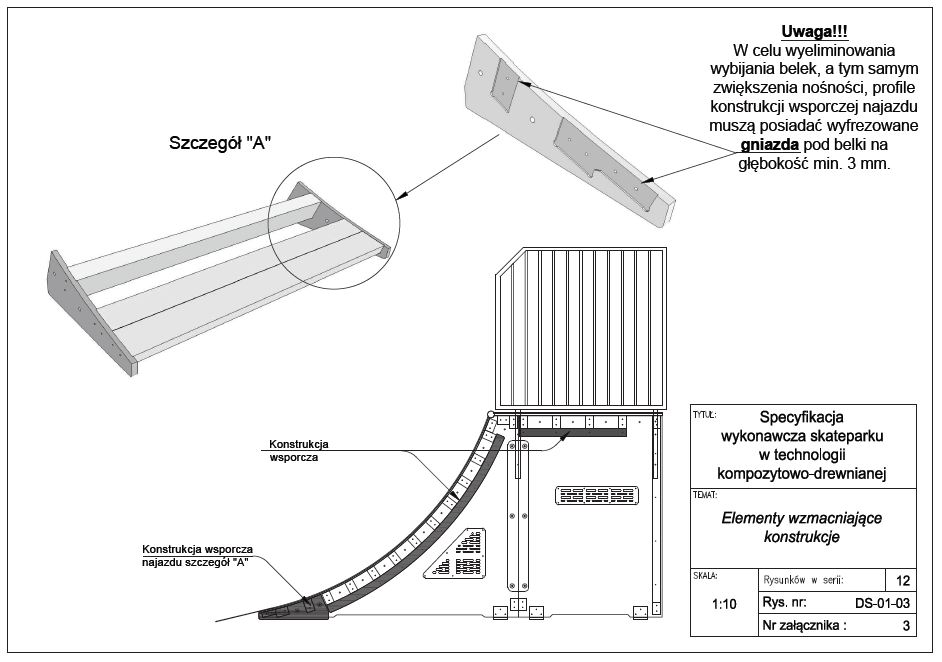 Uwaga!!!
W celu wyeliminowania
wybijania belek, a tym samym
zwiększenia nośności, profile
konstrukcji wsporczej najazdu
muszą posiadać wyfrezowane
gniazda pod belki na
głębokość min. 3 mm.
Szczegół "A"
Konstrukcja
wsporcza
Konstrukcja wsporcza
najazdu szczegół "A"
TYTUŁ:
Specyfikacja
wykonawcza skateparku
w technologii
kompozytowo-drewnianej
TEMAT:
Elementy wzmacniające
konstrukcje
SKALA:
1:10
Rysunków w serii: 12
Rys. nr: DS-01-03
Nr załącznika : 3